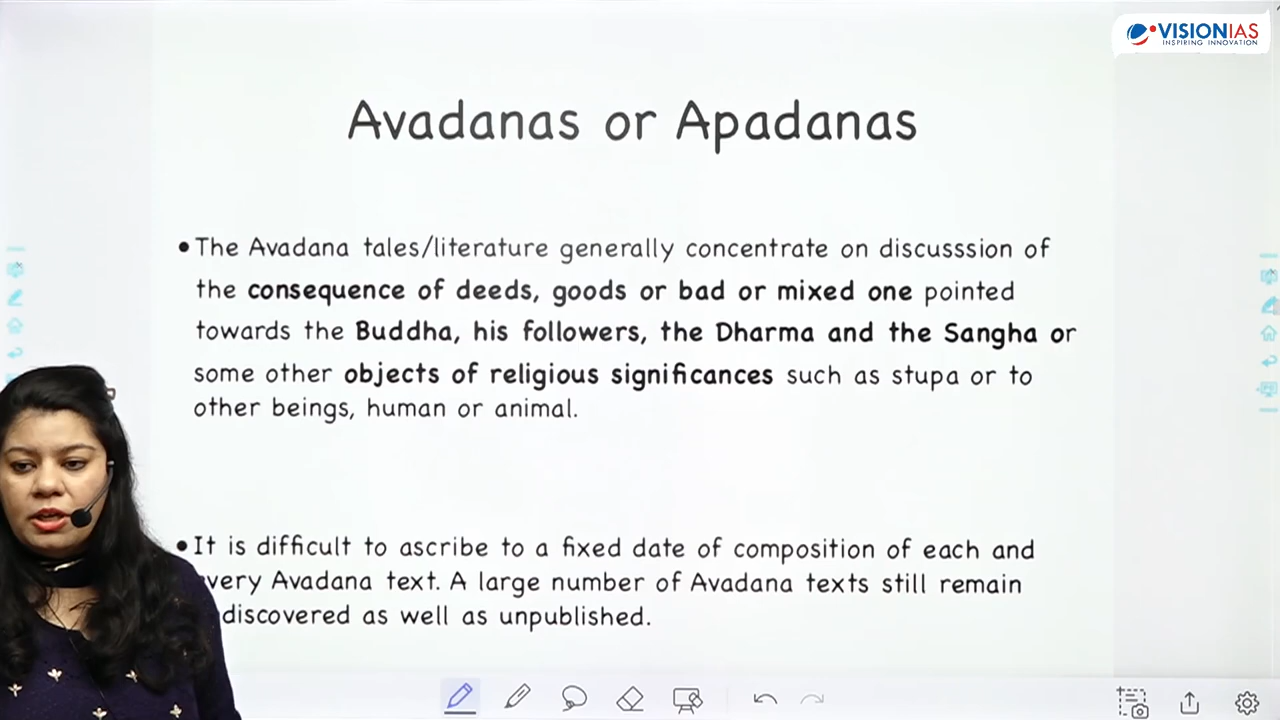 VISIONIAS
INSPIRING INNOVATION
Avadanas or Apadanas
• The Avadana tales/literature generally concentrate on discusssion of
the consequence of deeds, goods or bad or mixed one pointed
towards the Buddha, his followers, the Dharma and the Sangha or
some other objects of religious significances such as stupa or to
other beings, human or animal.
• It is difficult to ascribe to a fixed date of composition of each and
very Avadana text. A large number of Avadana texts still remain
discovered as well as unpublished.